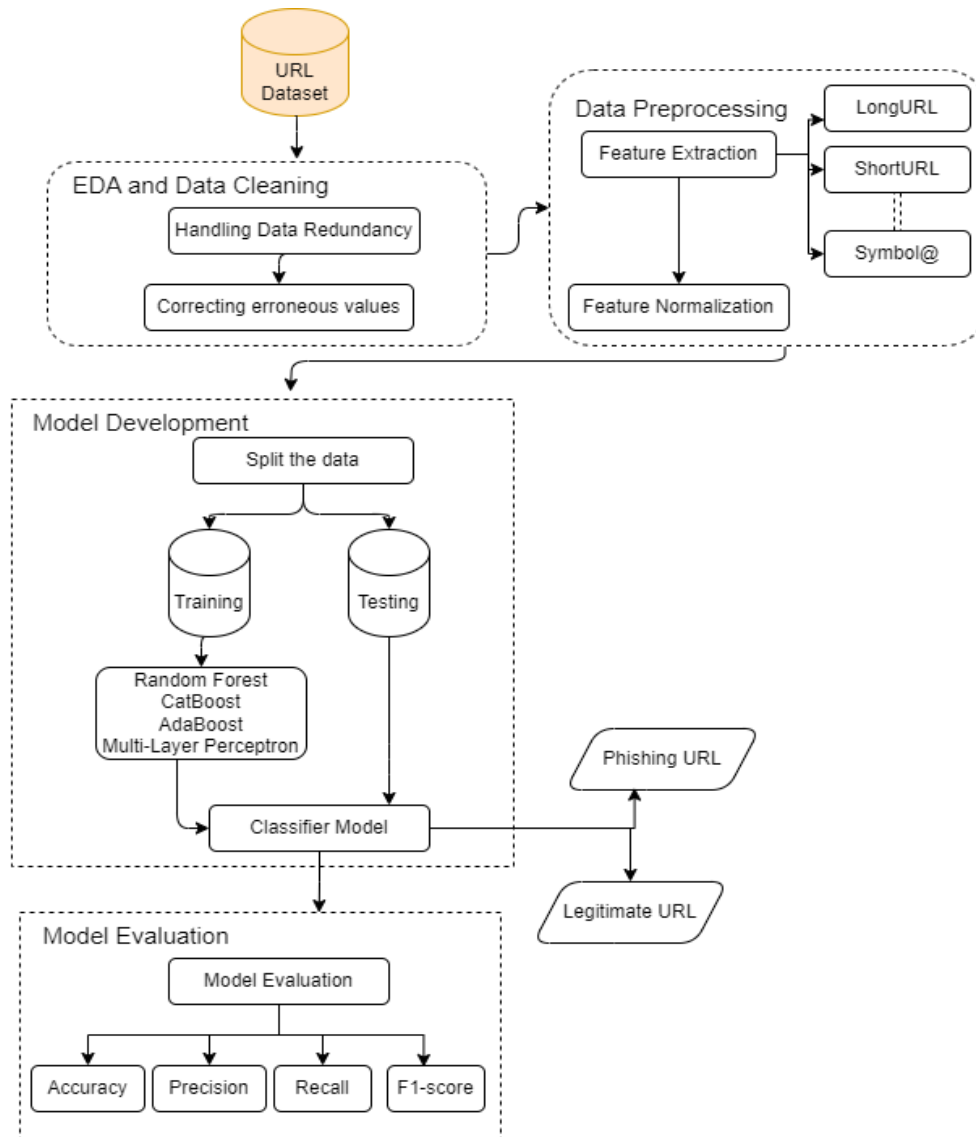 URL
Dataset
EDA and Data Cleaning
Handling Data Redundancy
Correcting erroneous values
Data Preprocessing
Feature Extraction
Feature Normalization
LongURL
ShortURL
Symbol@
Model Development
Split the data
Training
Testing
Random Forest
CatBoost
AdaBoost
Multi-Layer Perceptron
Classifier Model
Phishing URL
Legitimate URL
Model Evaluation
Model Evaluation
Accuracy
Precision
Recall
F1-score